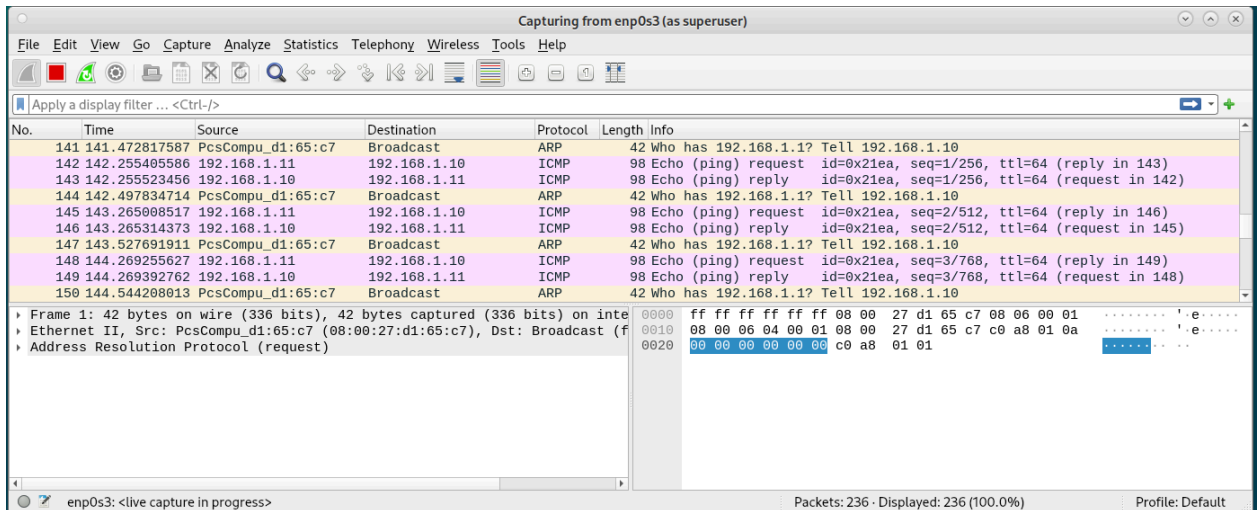 Capturing from enp0s3 (as superuser)
File Edit View Go Capture Analyze Statistics Telephony Wireless Tools Help
Apply a display filter … <Ctrl-/>
No. Time Source Destination Protocol Length Info
141 141.472817587 PcsCompu_d1:65:c7 Broadcast ARP 42 Who has 192.168.1.1? Tell 192.168.1.10
142 142.255405586 192.168.1.11 192.168.1.10 ICMP 98 Echo (ping) request id=0x21ea, seq=1/256, ttl=64 (reply in 143)
143 142.255523456 192.168.1.10 192.168.1.11 ICMP 98 Echo (ping) reply id=0x21ea, seq=1/256, ttl=64 (request in 142)
144 142.497834714 PcsCompu_d1:65:c7 Broadcast ARP 42 Who has 192.168.1.1? Tell 192.168.1.10
145 143.265008517 192.168.1.11 192.168.1.10 ICMP 98 Echo (ping) request id=0x21ea, seq=2/512, ttl=64 (reply in 146)
146 143.265314373 192.168.1.10 192.168.1.11 ICMP 98 Echo (ping) reply id=0x21ea, seq=2/512, ttl=64 (request in 145)
147 143.527691911 PcsCompu_d1:65:c7 Broadcast ARP 42 Who has 192.168.1.1? Tell 192.168.1.10
148 144.269255627 192.168.1.11 192.168.1.10 ICMP 98 Echo (ping) request id=0x21ea, seq=3/768, ttl=64 (reply in 149)
149 144.269392762 192.168.1.10 192.168.1.11 ICMP 98 Echo (ping) reply id=0x21ea, seq=3/768, ttl=64 (request in 148)
150 144.544208013 PcsCompu_d1:65:c7 Broadcast ARP 42 Who has 192.168.1.1? Tell 192.168.1.10
Frame 1: 42 bytes on wire (336 bits), 42 bytes captured (336 bits) on inte
Ethernet II, Src: PcsCompu_d1:65:c7 (08:00:27:d1:65:c7), Dst: Broadcast (f
Address Resolution Protocol (request)
0000 ff ff ff ff ff ff 08 00 27 d1 65 c7 08 06 00 01 ········ '·e·····
0010 08 00 06 04 00 01 08 00 27 d1 65 c7 c0 a8 01 0a ········ '·e·····
0020 00 00 00 00 00 00 c0 a8 01 01 ········ ··
enp0s3: <live capture in progress>
Packets: 236 · Displayed: 236 (100.0%)
Profile: Default